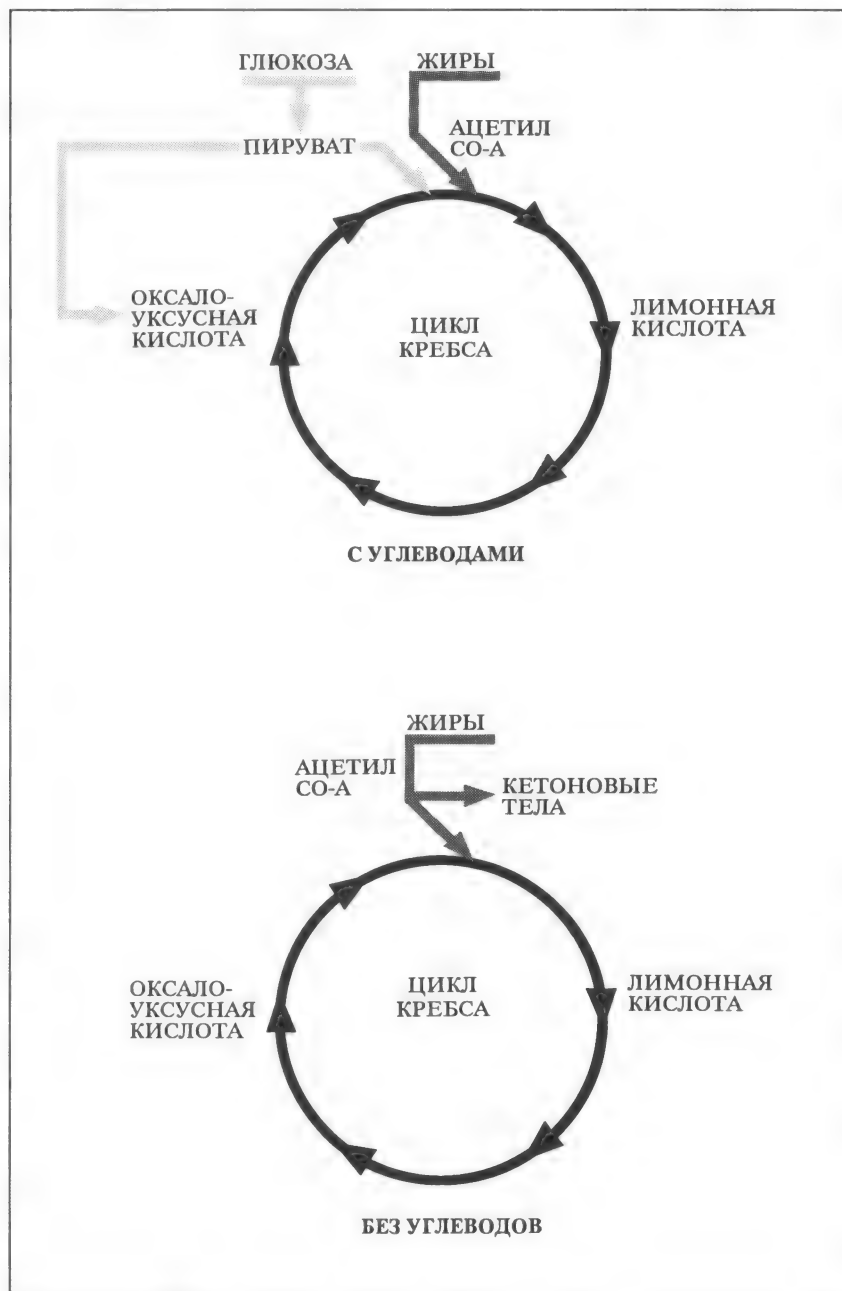 ГЛЮКОЗА
ЖИРЫ
ПИРУВАТ
АЦЕТИЛ
СО-А
ОКСАЛО-
УКСУСНАЯ
КИСЛОТА
ЦИКЛ
КРЕБСА
ЛИМОННАЯ
КИСЛОТА
С УГЛЕВОДАМИ
ЖИРЫ
АЦЕТИЛ
СО-А
КЕТОНОВЫЕ
ТЕЛА
ОКСАЛО-
УКСУСНАЯ
КИСЛОТА
ЦИКЛ
КРЕБСА
ЛИМОННАЯ
КИСЛОТА
БЕЗ УГЛЕВОДОВ